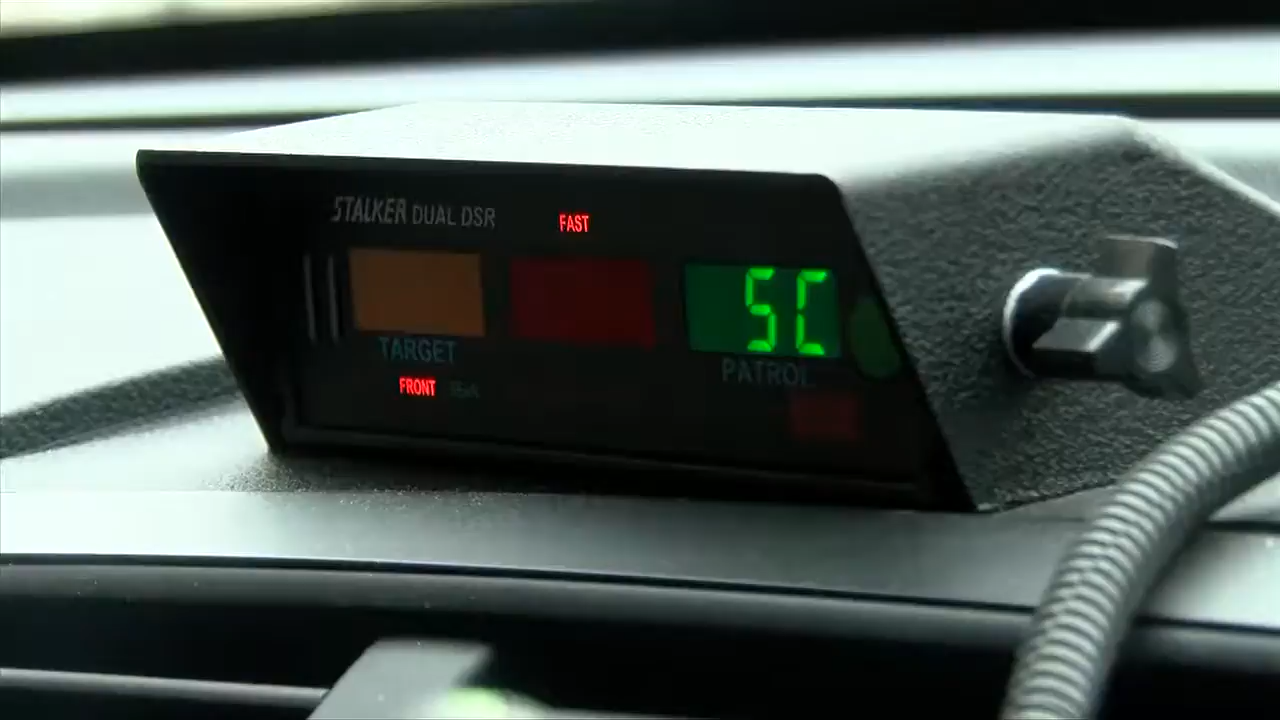 STALKER DUAL DSR
FAST
5C
TARGET
PATROL
FRONT